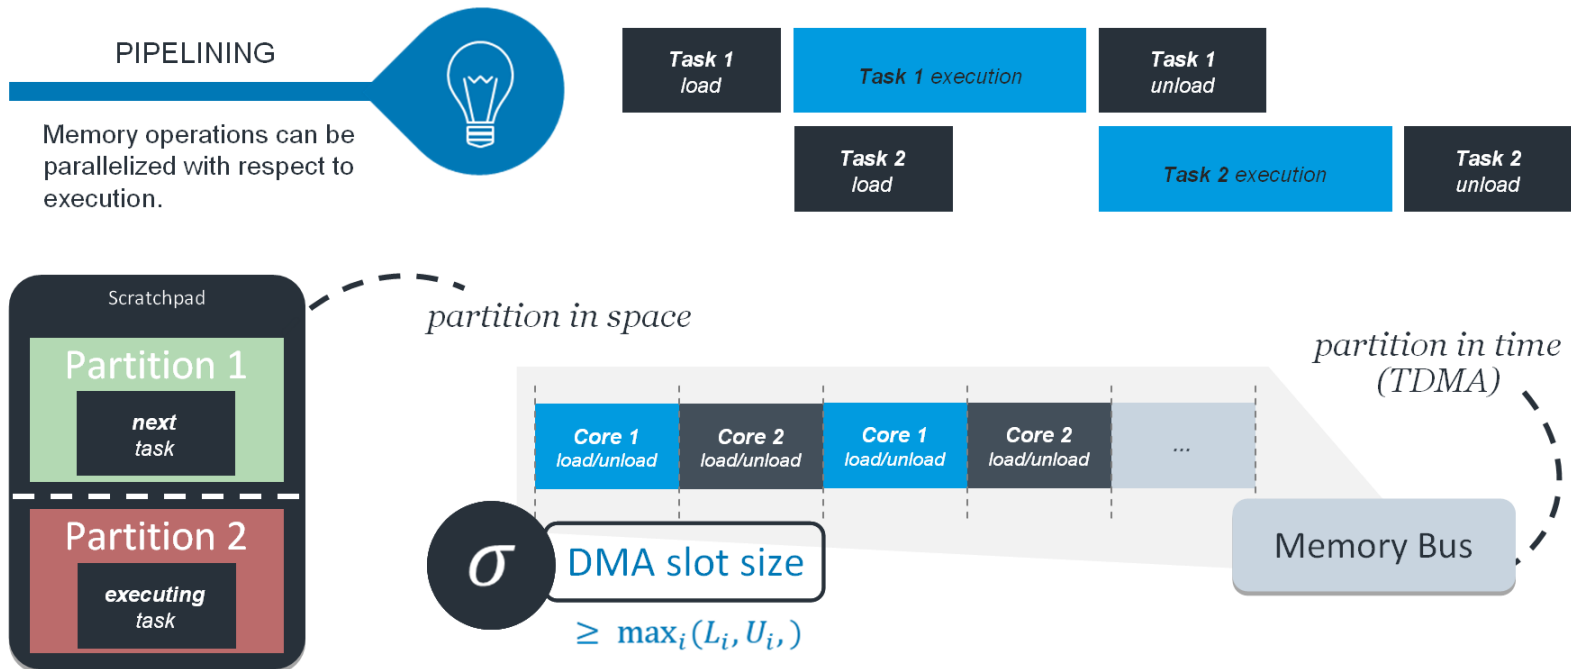 PIPELINING
Memory operations can be
parallelized with respect to
execution.
Task 1
load
Task 1 execution
Task 1
unload
Task 2
load
Task 2 execution
Task 2
unload
Scratchpad
Partition 1
next
task
Partition 2
executing
task
partition in space
partition in time
(TDMA)
Core 1
load/unload
Core 2
load/unload
Core 1
load/unload
Core 2
load/unload
...
σ
DMA slot size
≥ maxᵢ(Lᵢ, Uᵢ,)
Memory Bus